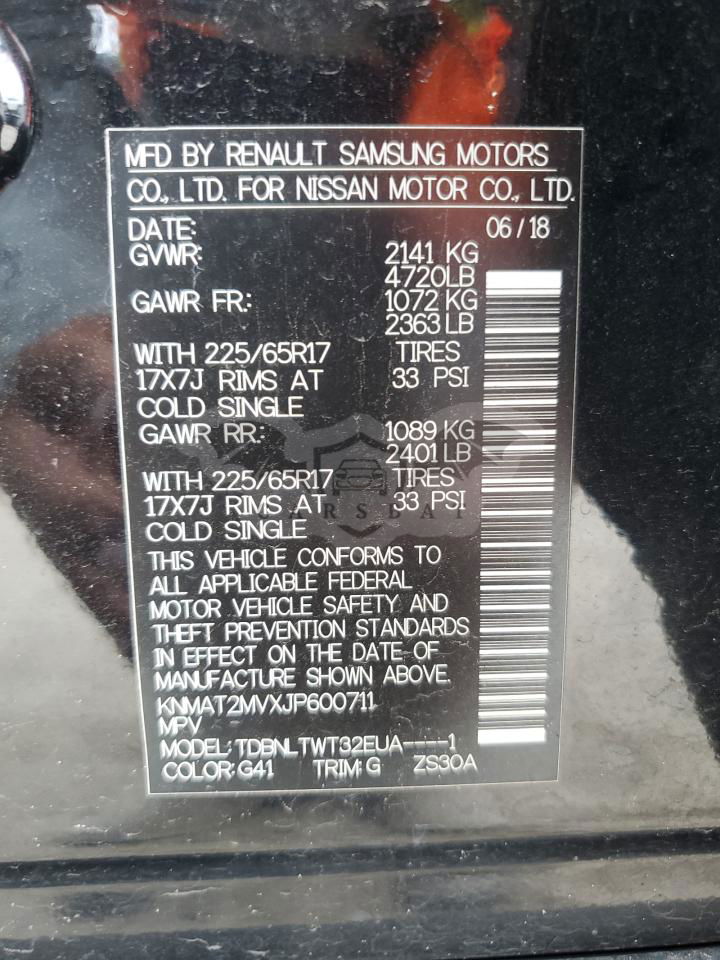 MFD BY RENAULT SAMSUNG MOTORS
CO., LTD. FOR NISSAN MOTOR CO., LTD.
DATE: 06/18
GVWR: 2141 KG
4720LB
GAWR FR: 1072 KG
2363 LB
WITH 225/65R17 TIRES
17X7J RIMS AT 33 PSI
COLD SINGLE
GAWR RR: 1089 KG
2401 LB
WITH 225/65R17 TIRES
17X7J RIMS AT 33 PSI
COLD SINGLE
THIS VEHICLE CONFORMS TO
ALL APPLICABLE FEDERAL
MOTOR VEHICLE SAFETY AND
THEFT PREVENTION STANDARDS
IN EFFECT ON THE DATE OF
MANUFACTURE SHOWN ABOVE.
KNMAT2MVXJP600711
MPV
MODEL: TDBNLTWT32EUA----1
COLOR: G41 TRIM: G ZS30A